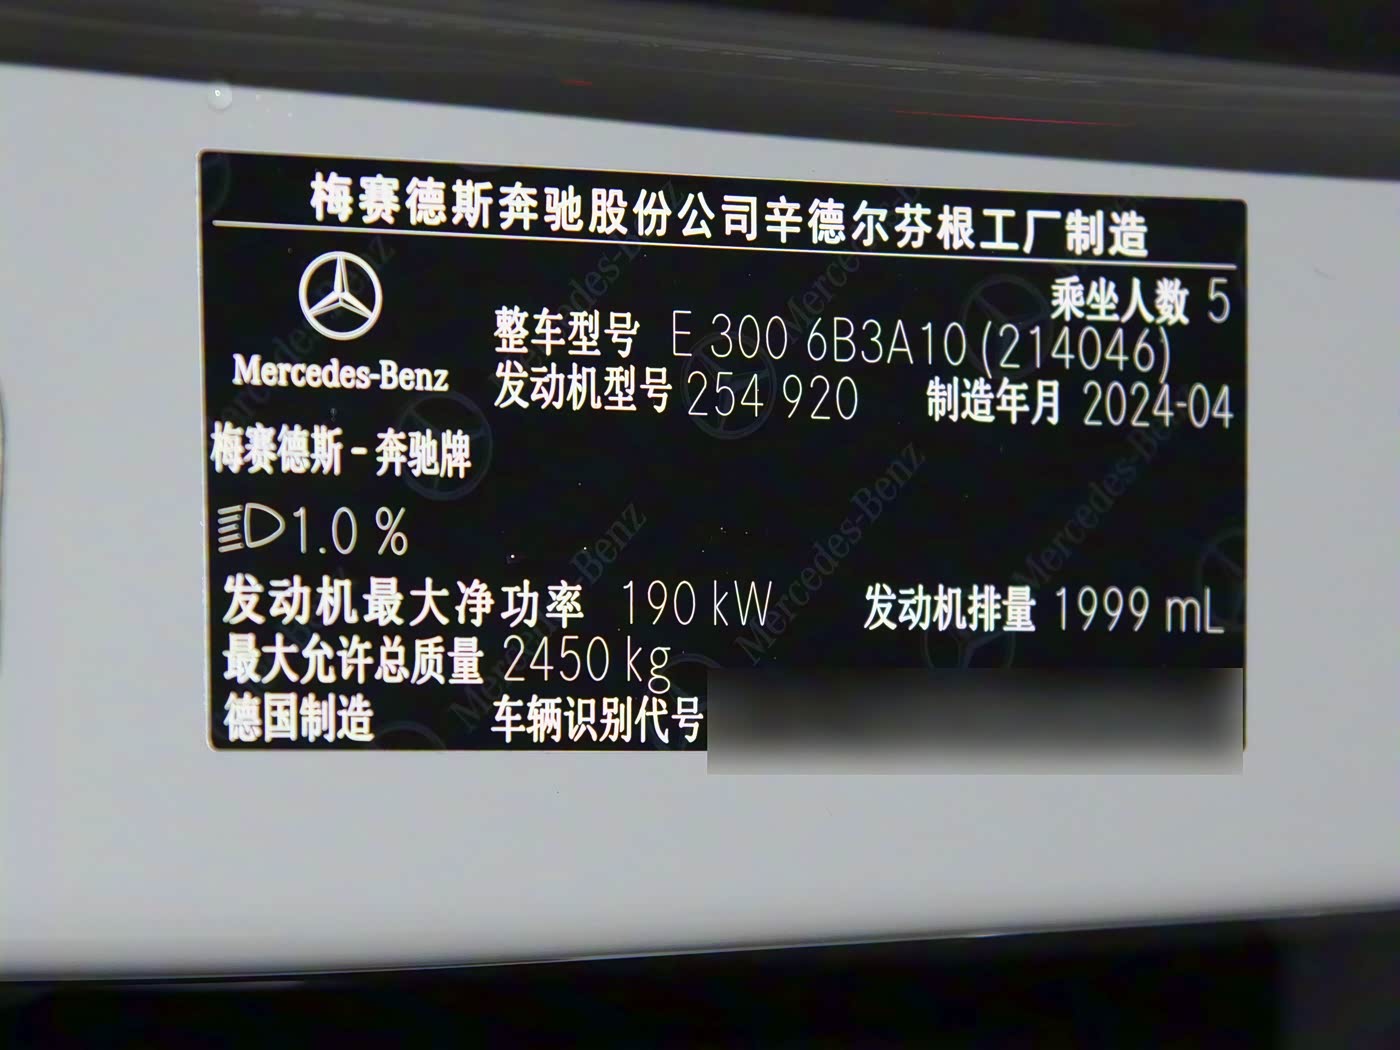 梅赛德斯奔驰股份公司辛德尔芬根工厂制造
乘坐人数 5
Mercedes-Benz
整车型号 E 300 6B3A10 (214046)
发动机型号 254 920 制造年月 2024-04
梅赛德斯-奔驰牌
1.0 %
发动机最大净功率 190 kW 发动机排量 1999 mL
最大允许总质量 2450 kg
德国制造 车辆识别代号